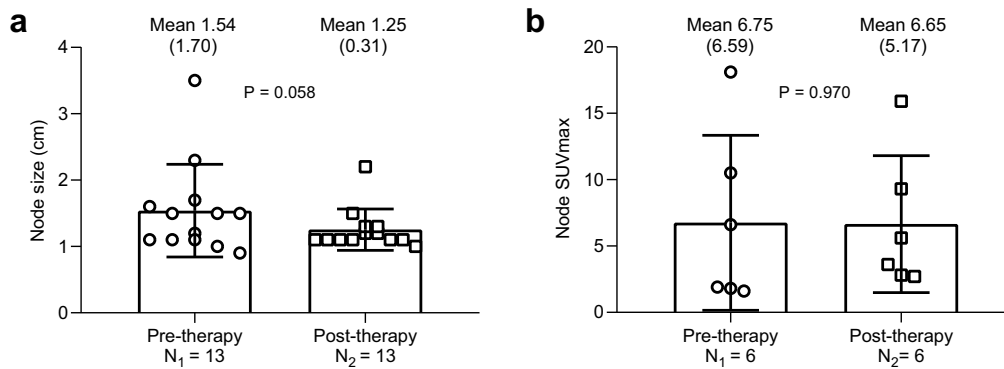 a
Mean 1.54
(1.70)
Mean 1.25
(0.31)
P = 0.058
Node size (cm)
4
3
2
1
0
Pre-therapy
N₁ = 13
Post-therapy
N₂ = 13
b
Mean 6.75
(6.59)
Mean 6.65
(5.17)
P = 0.970
Node SUVmax
20
15
10
5
0
Pre-therapy
N₁ = 6
Post-therapy
N₂= 6